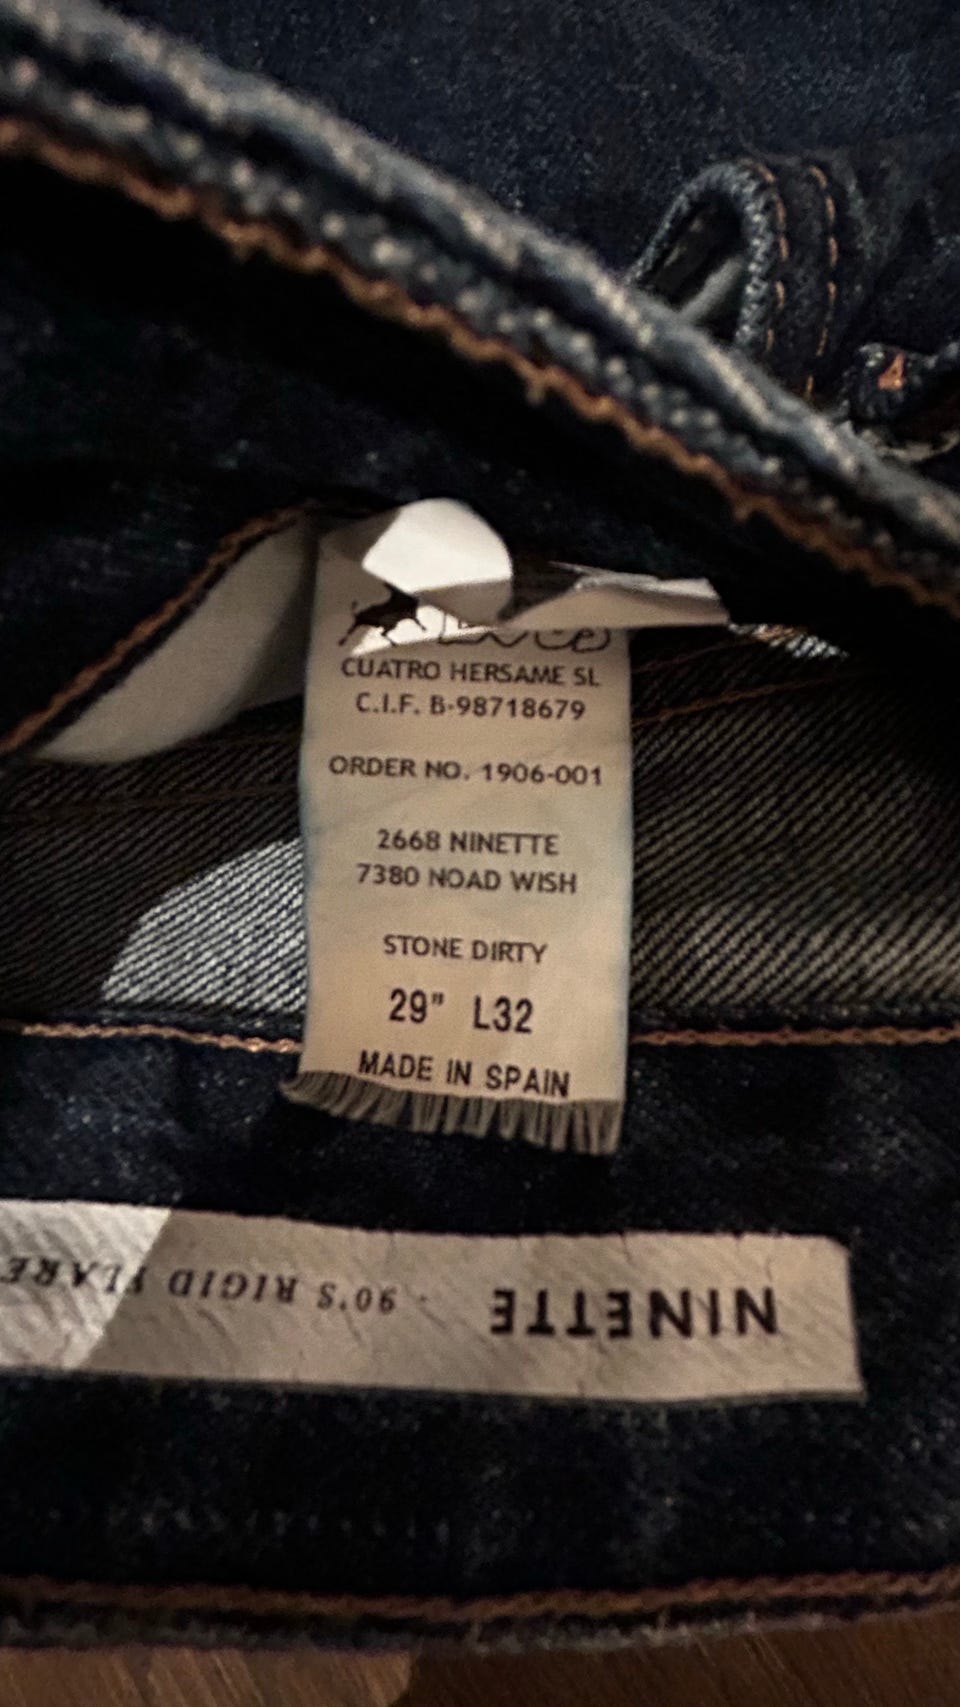 CUATRO HERSAME SL
C.I.F. B-98718679
ORDER NO. 1906-001
2668 NINETTE
7380 NOAD WISH
STONE DIRTY
29" L32
MADE IN SPAIN
NINETTE · 90'S RIGID FLARE